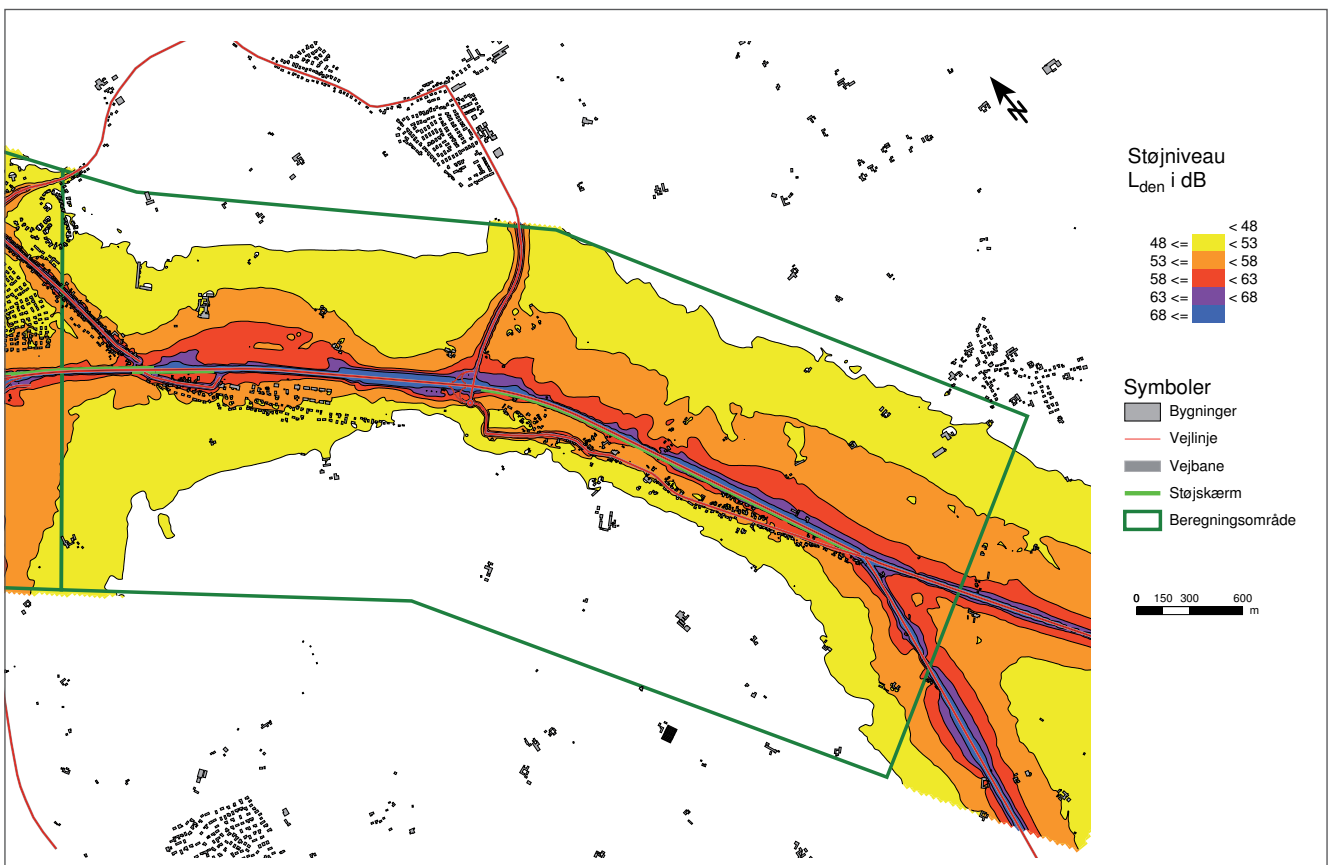 N
Støjniveau
Lden i dB
< 48
48 <= < 53
53 <= < 58
58 <= < 63
63 <= < 68
68 <=
Symboler
Bygninger
Vejlinje
Vejbane
Støjskærm
Beregningsområde
0 150 300 600
m